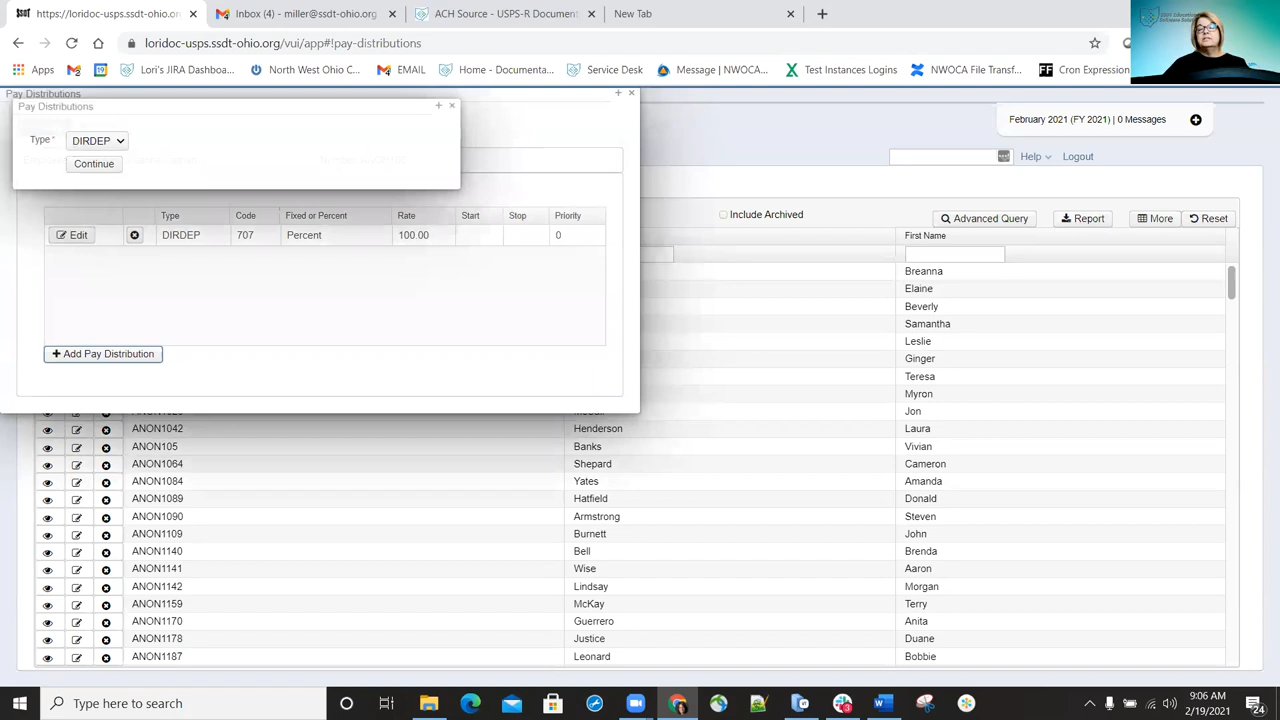 https://loridoc-usps.ssdt-ohio.org
Inbox (4) - miller@ssdt-ohio.org
ACH Source - USPS-R Document
New Tab
loridoc-usps.ssdt-ohio.org/vui/app#!pay-distributions
Apps
Lori's JIRA Dashboa...
North West Ohio C...
EMAIL
Home - Documenta...
Service Desk
Message | NWOCA...
Test Instances Logins
NWOCA File Transf...
Cron Expression
Pay Distributions
Pay Distributions
February 2021 (FY 2021) | 0 Messages
Type * DIRDEP
Continue
Help
Logout
Include Archived
Advanced Query
Report
More
Reset
Type Code Fixed or Percent Rate Start Stop Priority
Edit DIRDEP 707 Percent 100.00 0
Add Pay Distribution
First Name
Breanna
Elaine
Beverly
Samantha
Leslie
Ginger
Teresa
Myron
Jon
ANON1042 Henderson Laura
ANON105 Banks Vivian
ANON1064 Shepard Cameron
ANON1084 Yates Amanda
ANON1089 Hatfield Donald
ANON1090 Armstrong Steven
ANON1109 Burnett John
ANON1140 Bell Brenda
ANON1141 Wise Aaron
ANON1142 Lindsay Morgan
ANON1159 McKay Terry
ANON1170 Guerrero Anita
ANON1178 Justice Duane
ANON1187 Leonard Bobbie
Type here to search
9:06 AM
2/19/2021
24